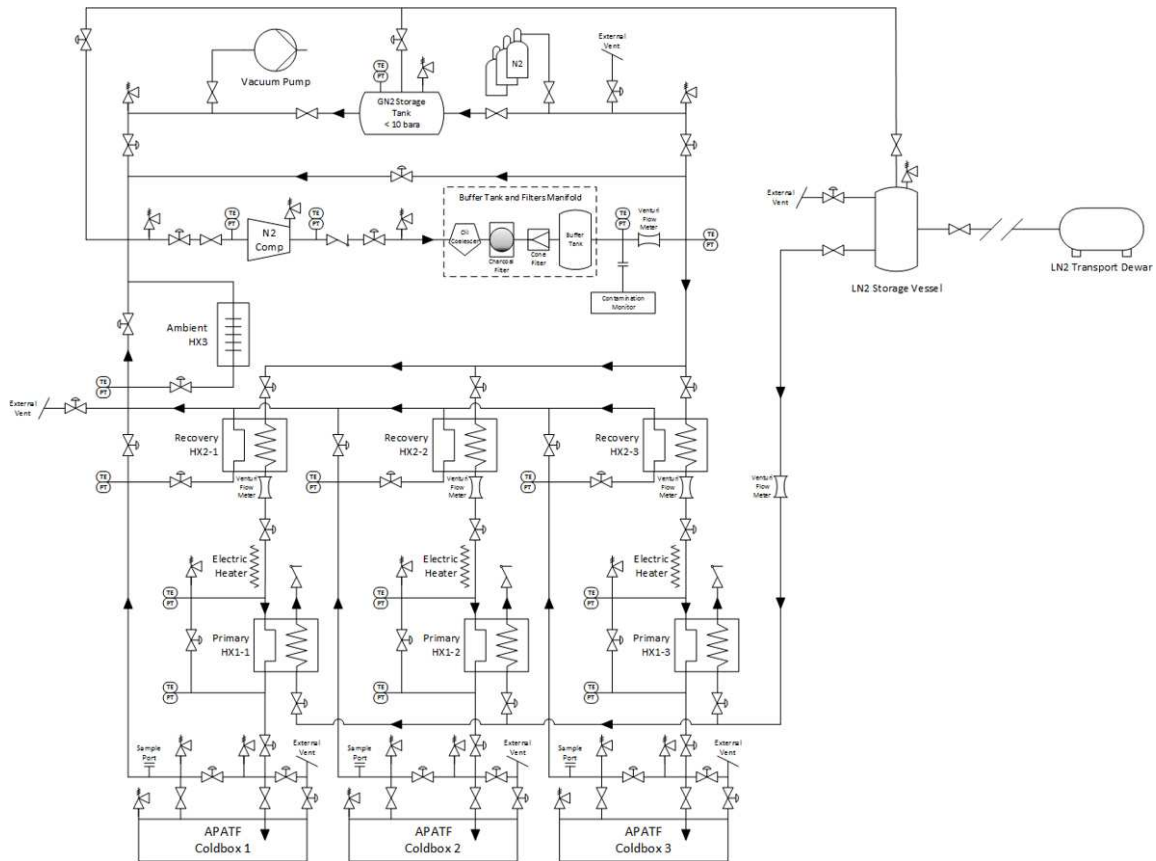 External
Vent
Vacuum Pump
N2
TE
PT
GN2 Storage
Tank
< 10 bara
External
Vent
Buffer Tank and Filters Manifold
Venturi
Flow
Meter
TE
PT
N2
Comp
TE
PT
Oil
Coalescer
Charcoal
Filter
Cone
Filter
Buffer
Tank
TE
PT
TE
PT
Contamination
Monitor
LN2 Storage Vessel
LN2 Transport Dewar
Ambient
HX3
TE
PT
External
Vent
Recovery
HX2-1
Recovery
HX2-2
Recovery
HX2-3
TE
PT
Venturi
Flow
Meter
TE
PT
Venturi
Flow
Meter
TE
PT
Venturi
Flow
Meter
Venturi
Flow
Meter
Electric
Heater
Electric
Heater
Electric
Heater
TE
PT
TE
PT
TE
PT
Primary
HX1-1
Primary
HX1-2
Primary
HX1-3
TE
PT
TE
PT
TE
PT
Sample
Port
External
Vent
Sample
Port
External
Vent
Sample
Port
External
Vent
APATF
Coldbox 1
APATF
Coldbox 2
APATF
Coldbox 3